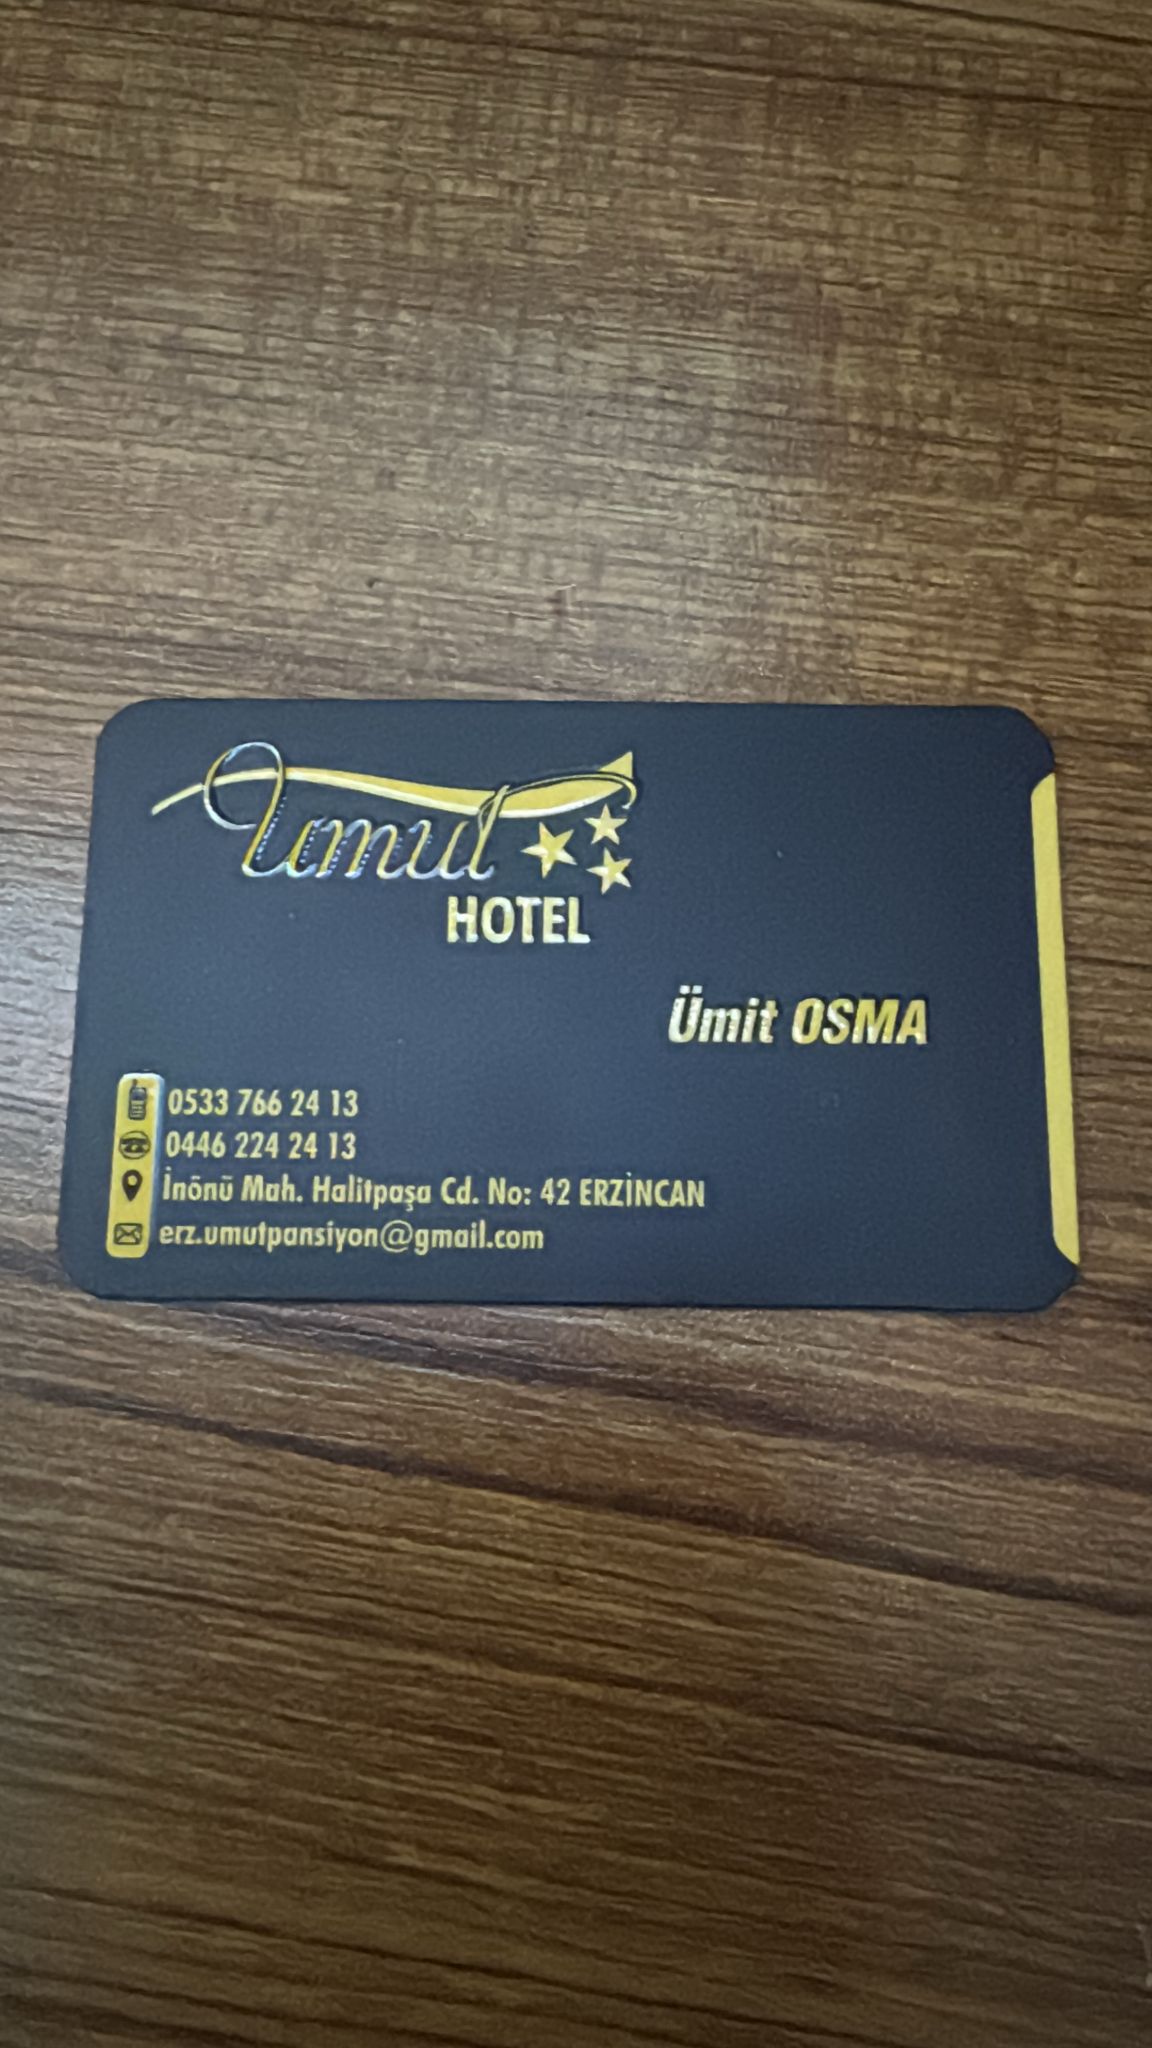 Umut
HOTEL
Ümit OSMA
0533 766 24 13
0446 224 24 13
İnönü Mah. Halitpaşa Cd. No: 42 ERZİNCAN
erz.umutpansiyon@gmail.com